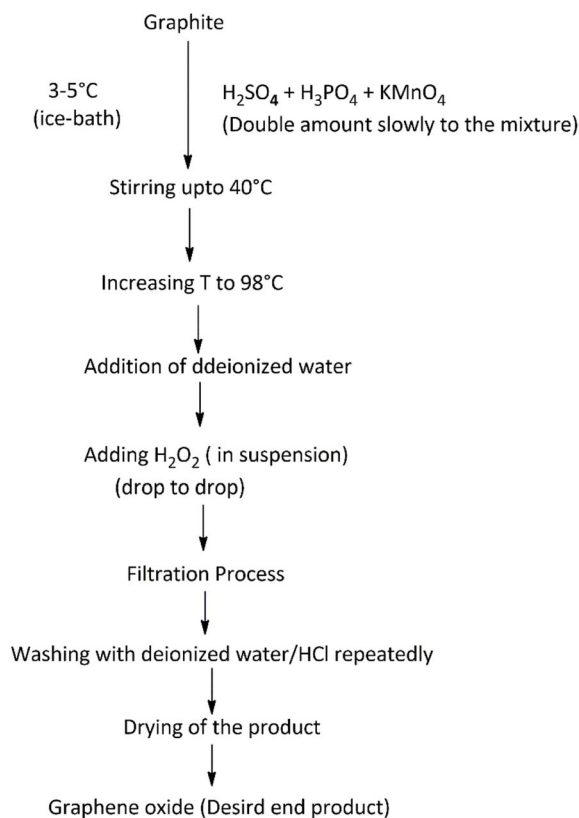 Graphite
3-5°C
(ice-bath)
H₂SO₄ + H₃PO₄ + KMnO₄
(Double amount slowly to the mixture)
Stirring upto 40°C
Increasing T to 98°C
Addition of ddeionized water
Adding H₂O₂ ( in suspension)
(drop to drop)
Filtration Process
Washing with deionized water/HCl repeatedly
Drying of the product
Graphene oxide (Desird end product)